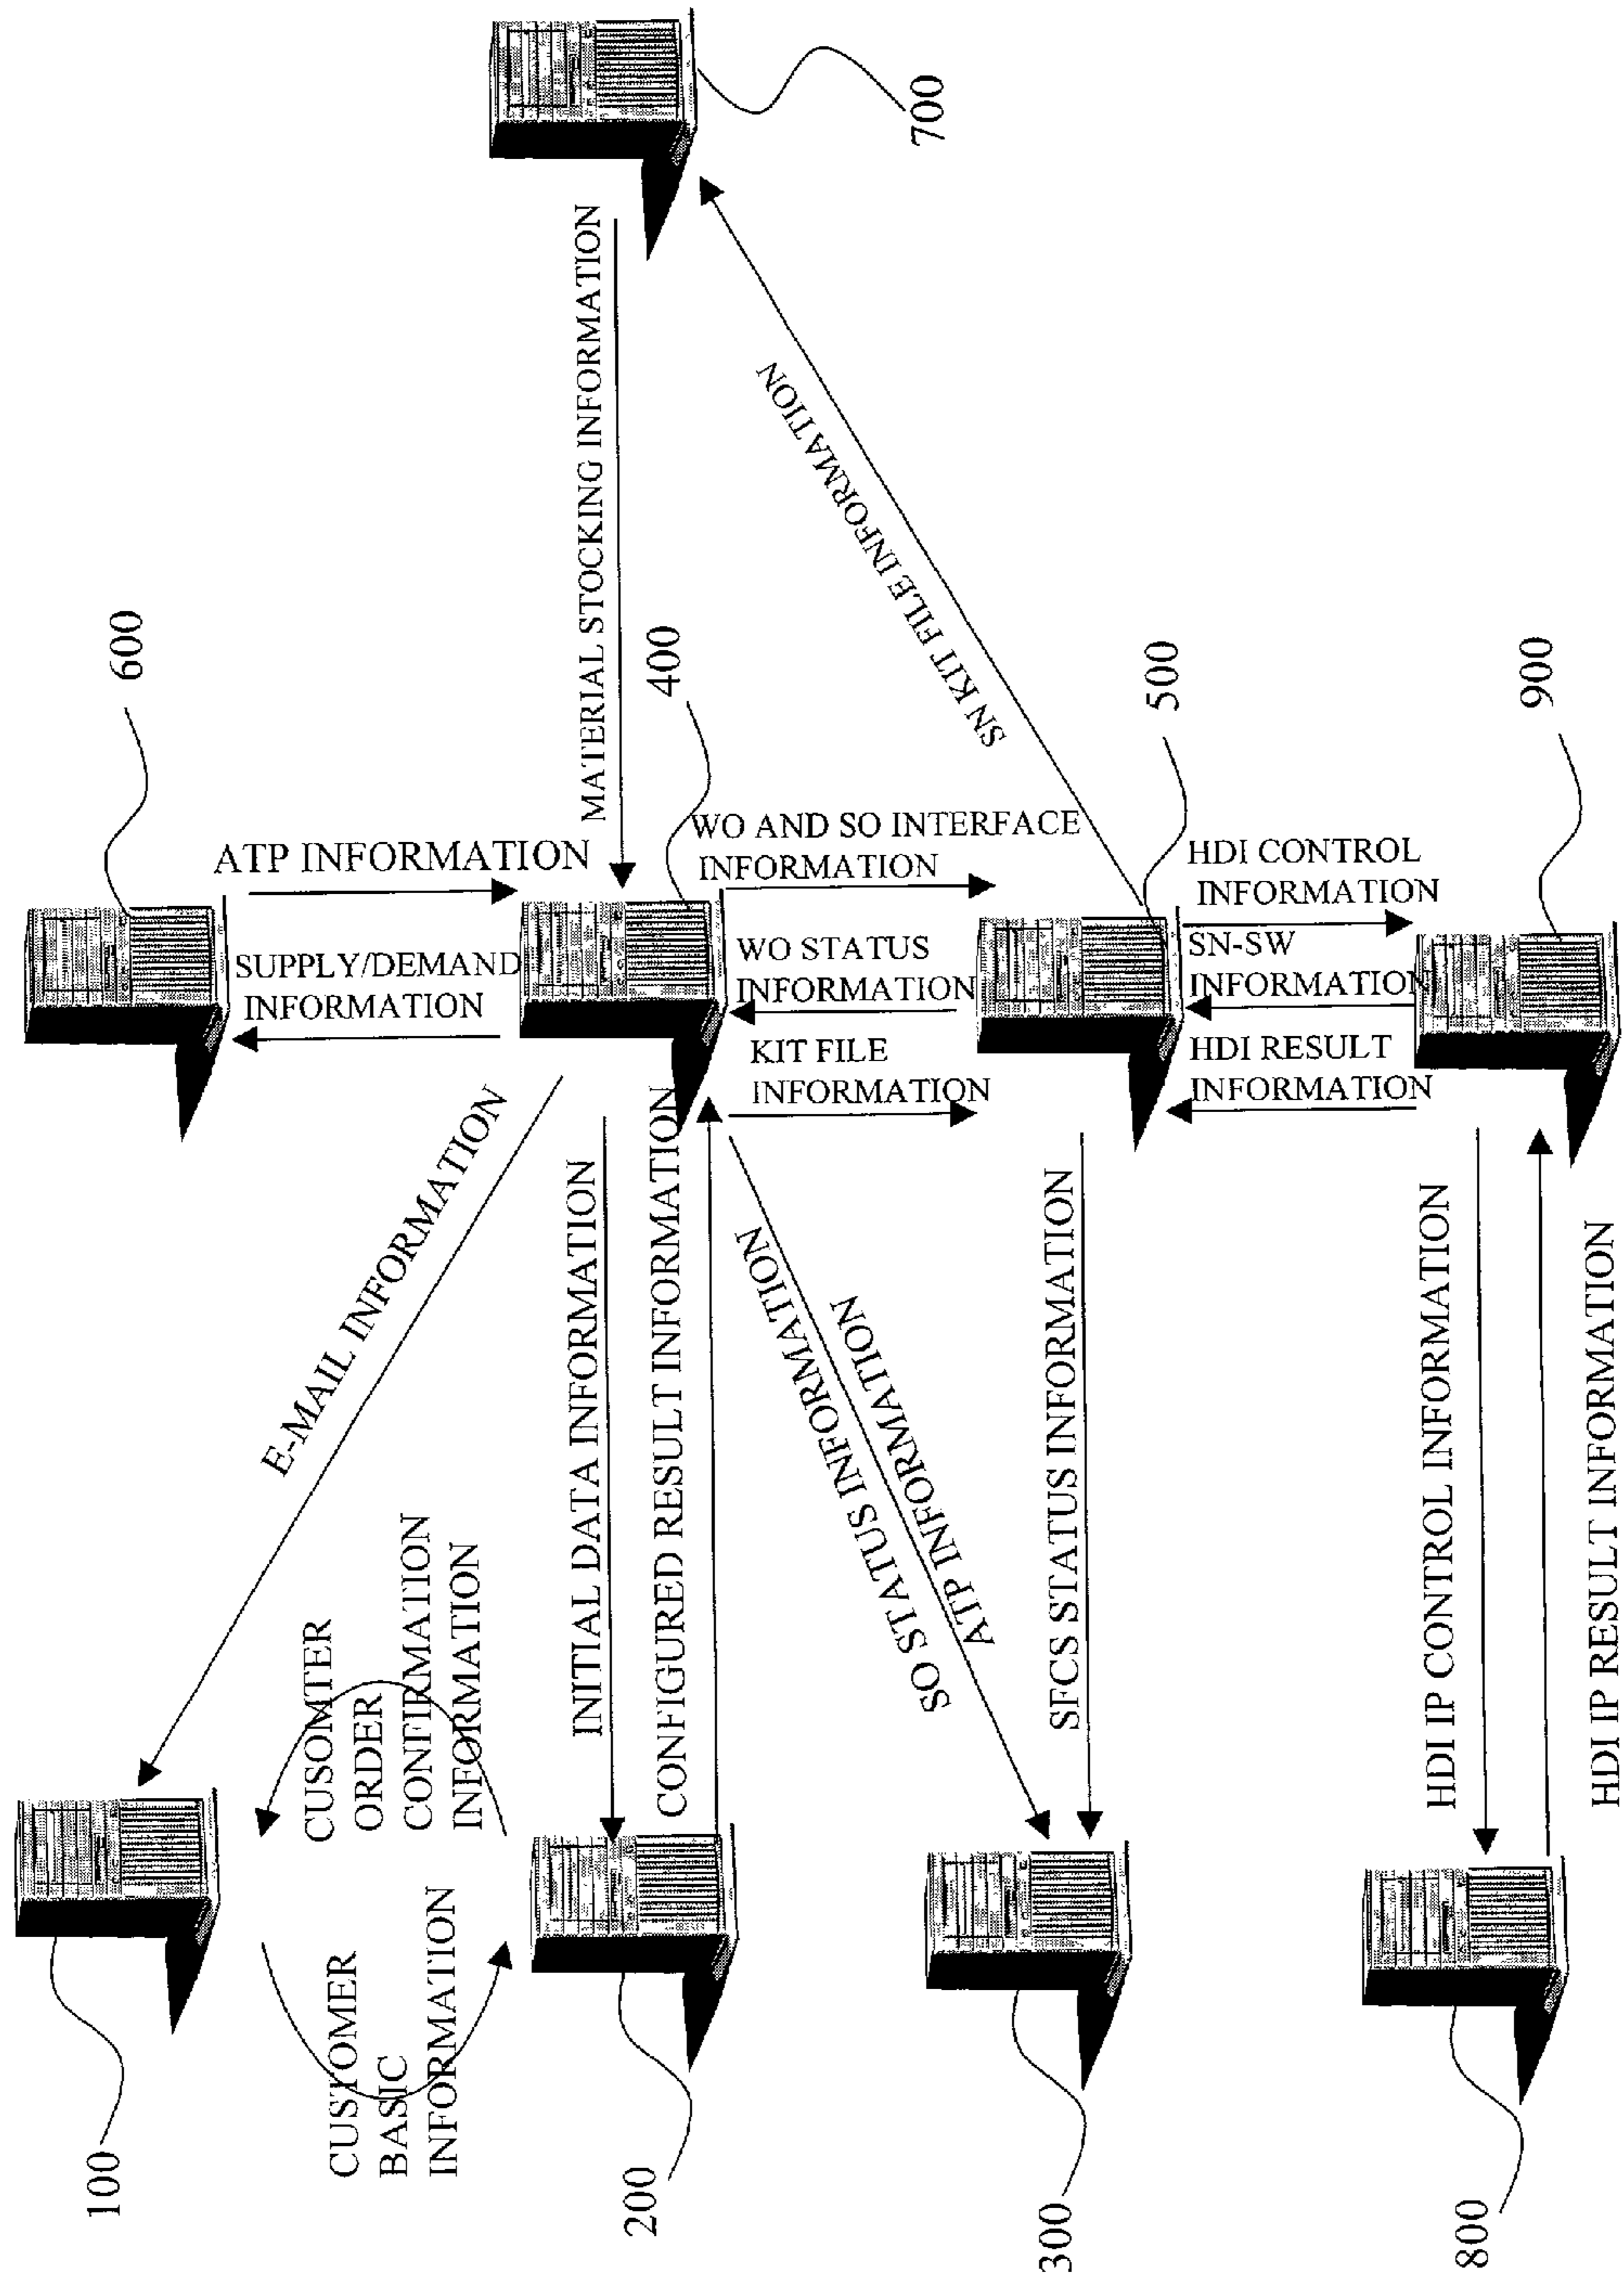 700
MATERIAL STOCKING INFORMATION
SN KIT FILE INFORMATION
600
400
500
900
ATP INFORMATION
SUPPLY/DEMAND
INFORMATION
WO AND SO INTERFACE
INFORMATION
WO STATUS
INFORMATION
KIT FILE
INFORMATION
HDI CONTROL
INFORMATION
SN-SW
INFORMATION
HDI RESULT
INFORMATION
E-MAIL INFORMATION
INITIAL DATA INFORMATION
CONFIGURED RESULT INFORMATION
SO STATUS INFORMATION
ATP INFORMATION
SFCS STATUS INFORMATION
HDI IP CONTROL INFORMATION
HDI IP RESULT INFORMATION
CUSOMTER
ORDER
CONFIRMATION
INFORMATION
CUSTYOMER
BASIC
INFORMATION
100
200
300
800